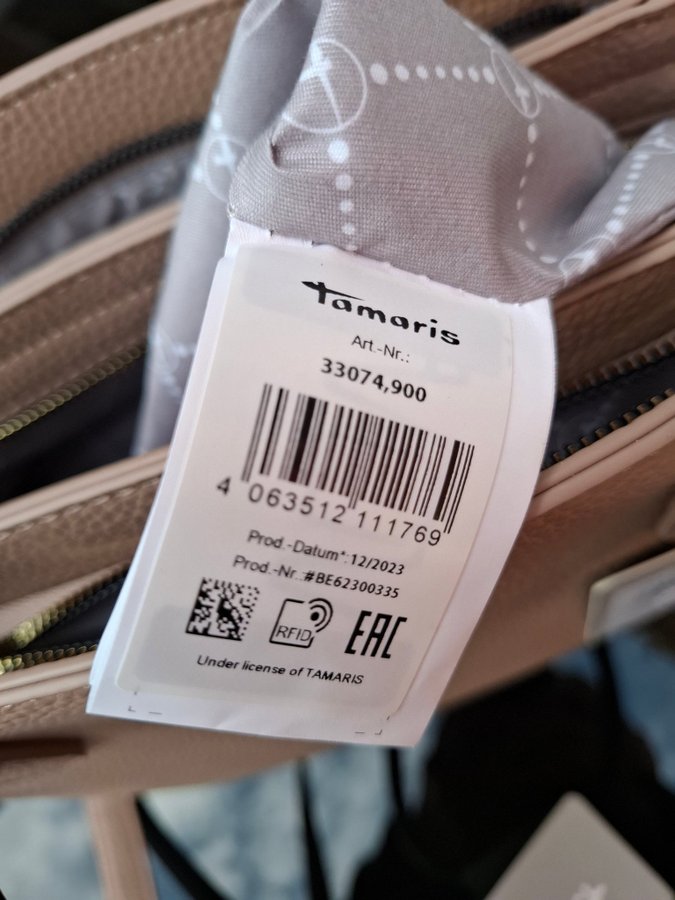 Tamaris
Art.-Nr.:
33074,900
4 063512 111769
Prod.-Datum*:12/2023
Prod.-Nr.:#BE62300335
RFID
EAC
Under license of TAMARIS